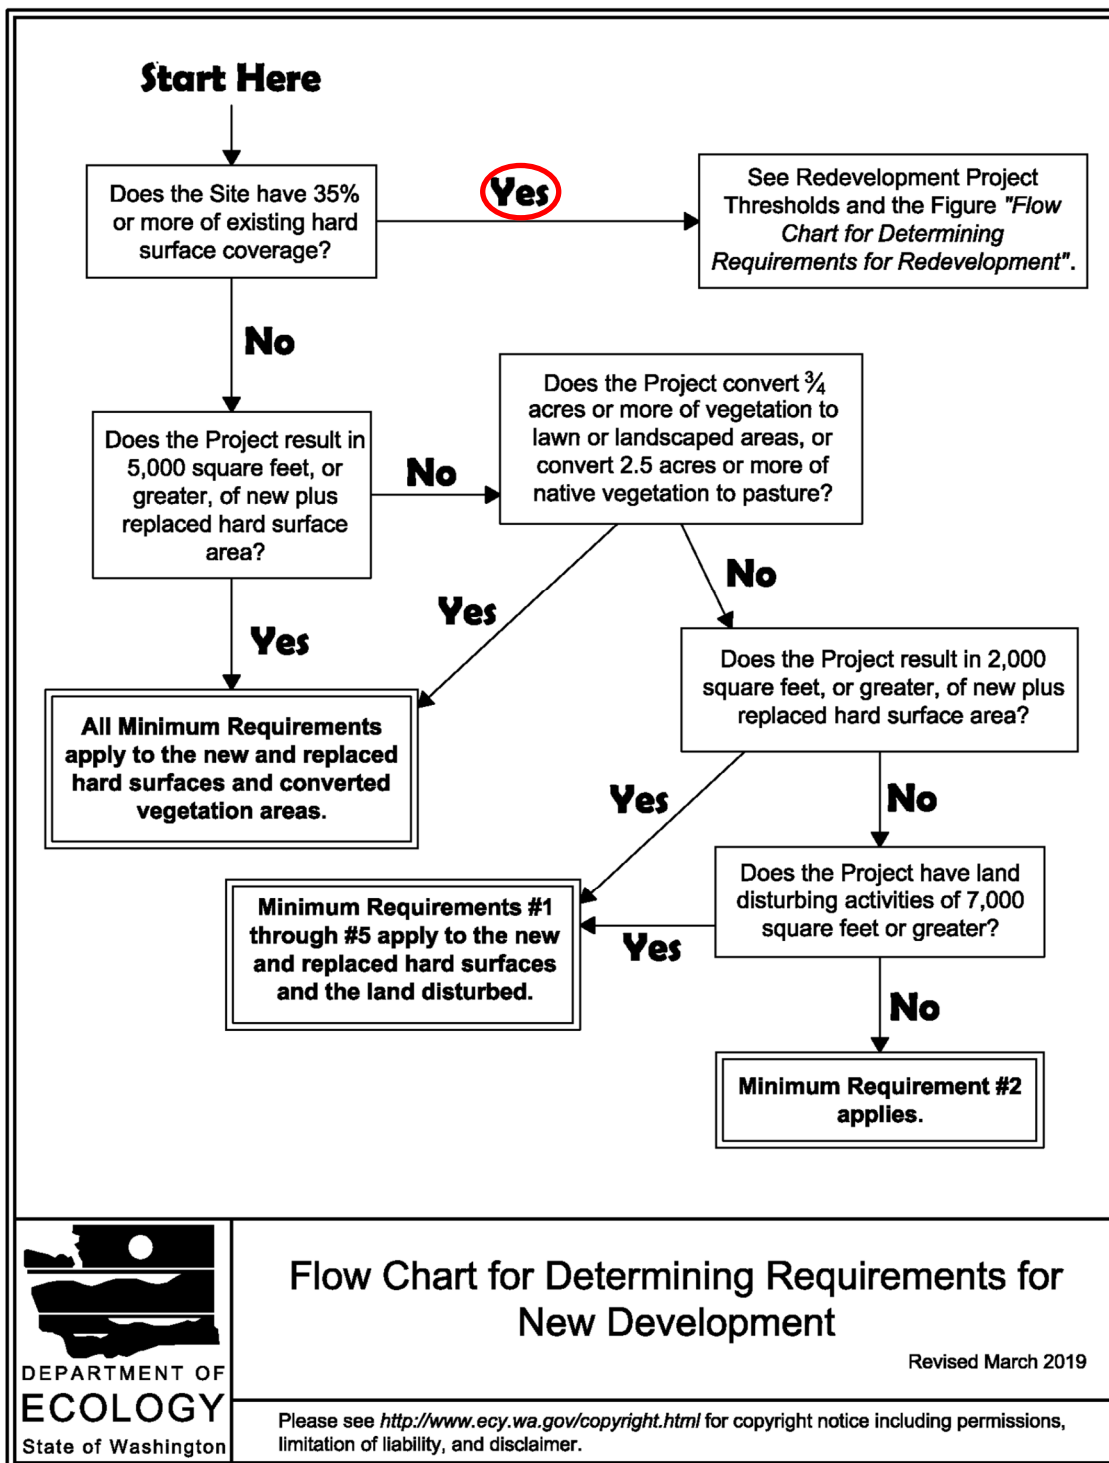 Start Here
Does the Site have 35%
or more of existing hard
surface coverage?
Yes
See Redevelopment Project
Thresholds and the Figure "Flow
Chart for Determining
Requirements for Redevelopment".
No
Does the Project result in
5,000 square feet, or
greater, of new plus
replaced hard surface
area?
No
Does the Project convert ¾
acres or more of vegetation to
lawn or landscaped areas, or
convert 2.5 acres or more of
native vegetation to pasture?
Yes
Yes
No
All Minimum Requirements
apply to the new and replaced
hard surfaces and converted
vegetation areas.
Does the Project result in 2,000
square feet, or greater, of new plus
replaced hard surface area?
Yes
No
Minimum Requirements #1
through #5 apply to the new
and replaced hard surfaces
and the land disturbed.
Yes
Does the Project have land
disturbing activities of 7,000
square feet or greater?
No
Minimum Requirement #2
applies.
DEPARTMENT OF
ECOLOGY
State of Washington
Flow Chart for Determining Requirements for
New Development
Revised March 2019
Please see http://www.ecy.wa.gov/copyright.html for copyright notice including permissions,
limitation of liability, and disclaimer.